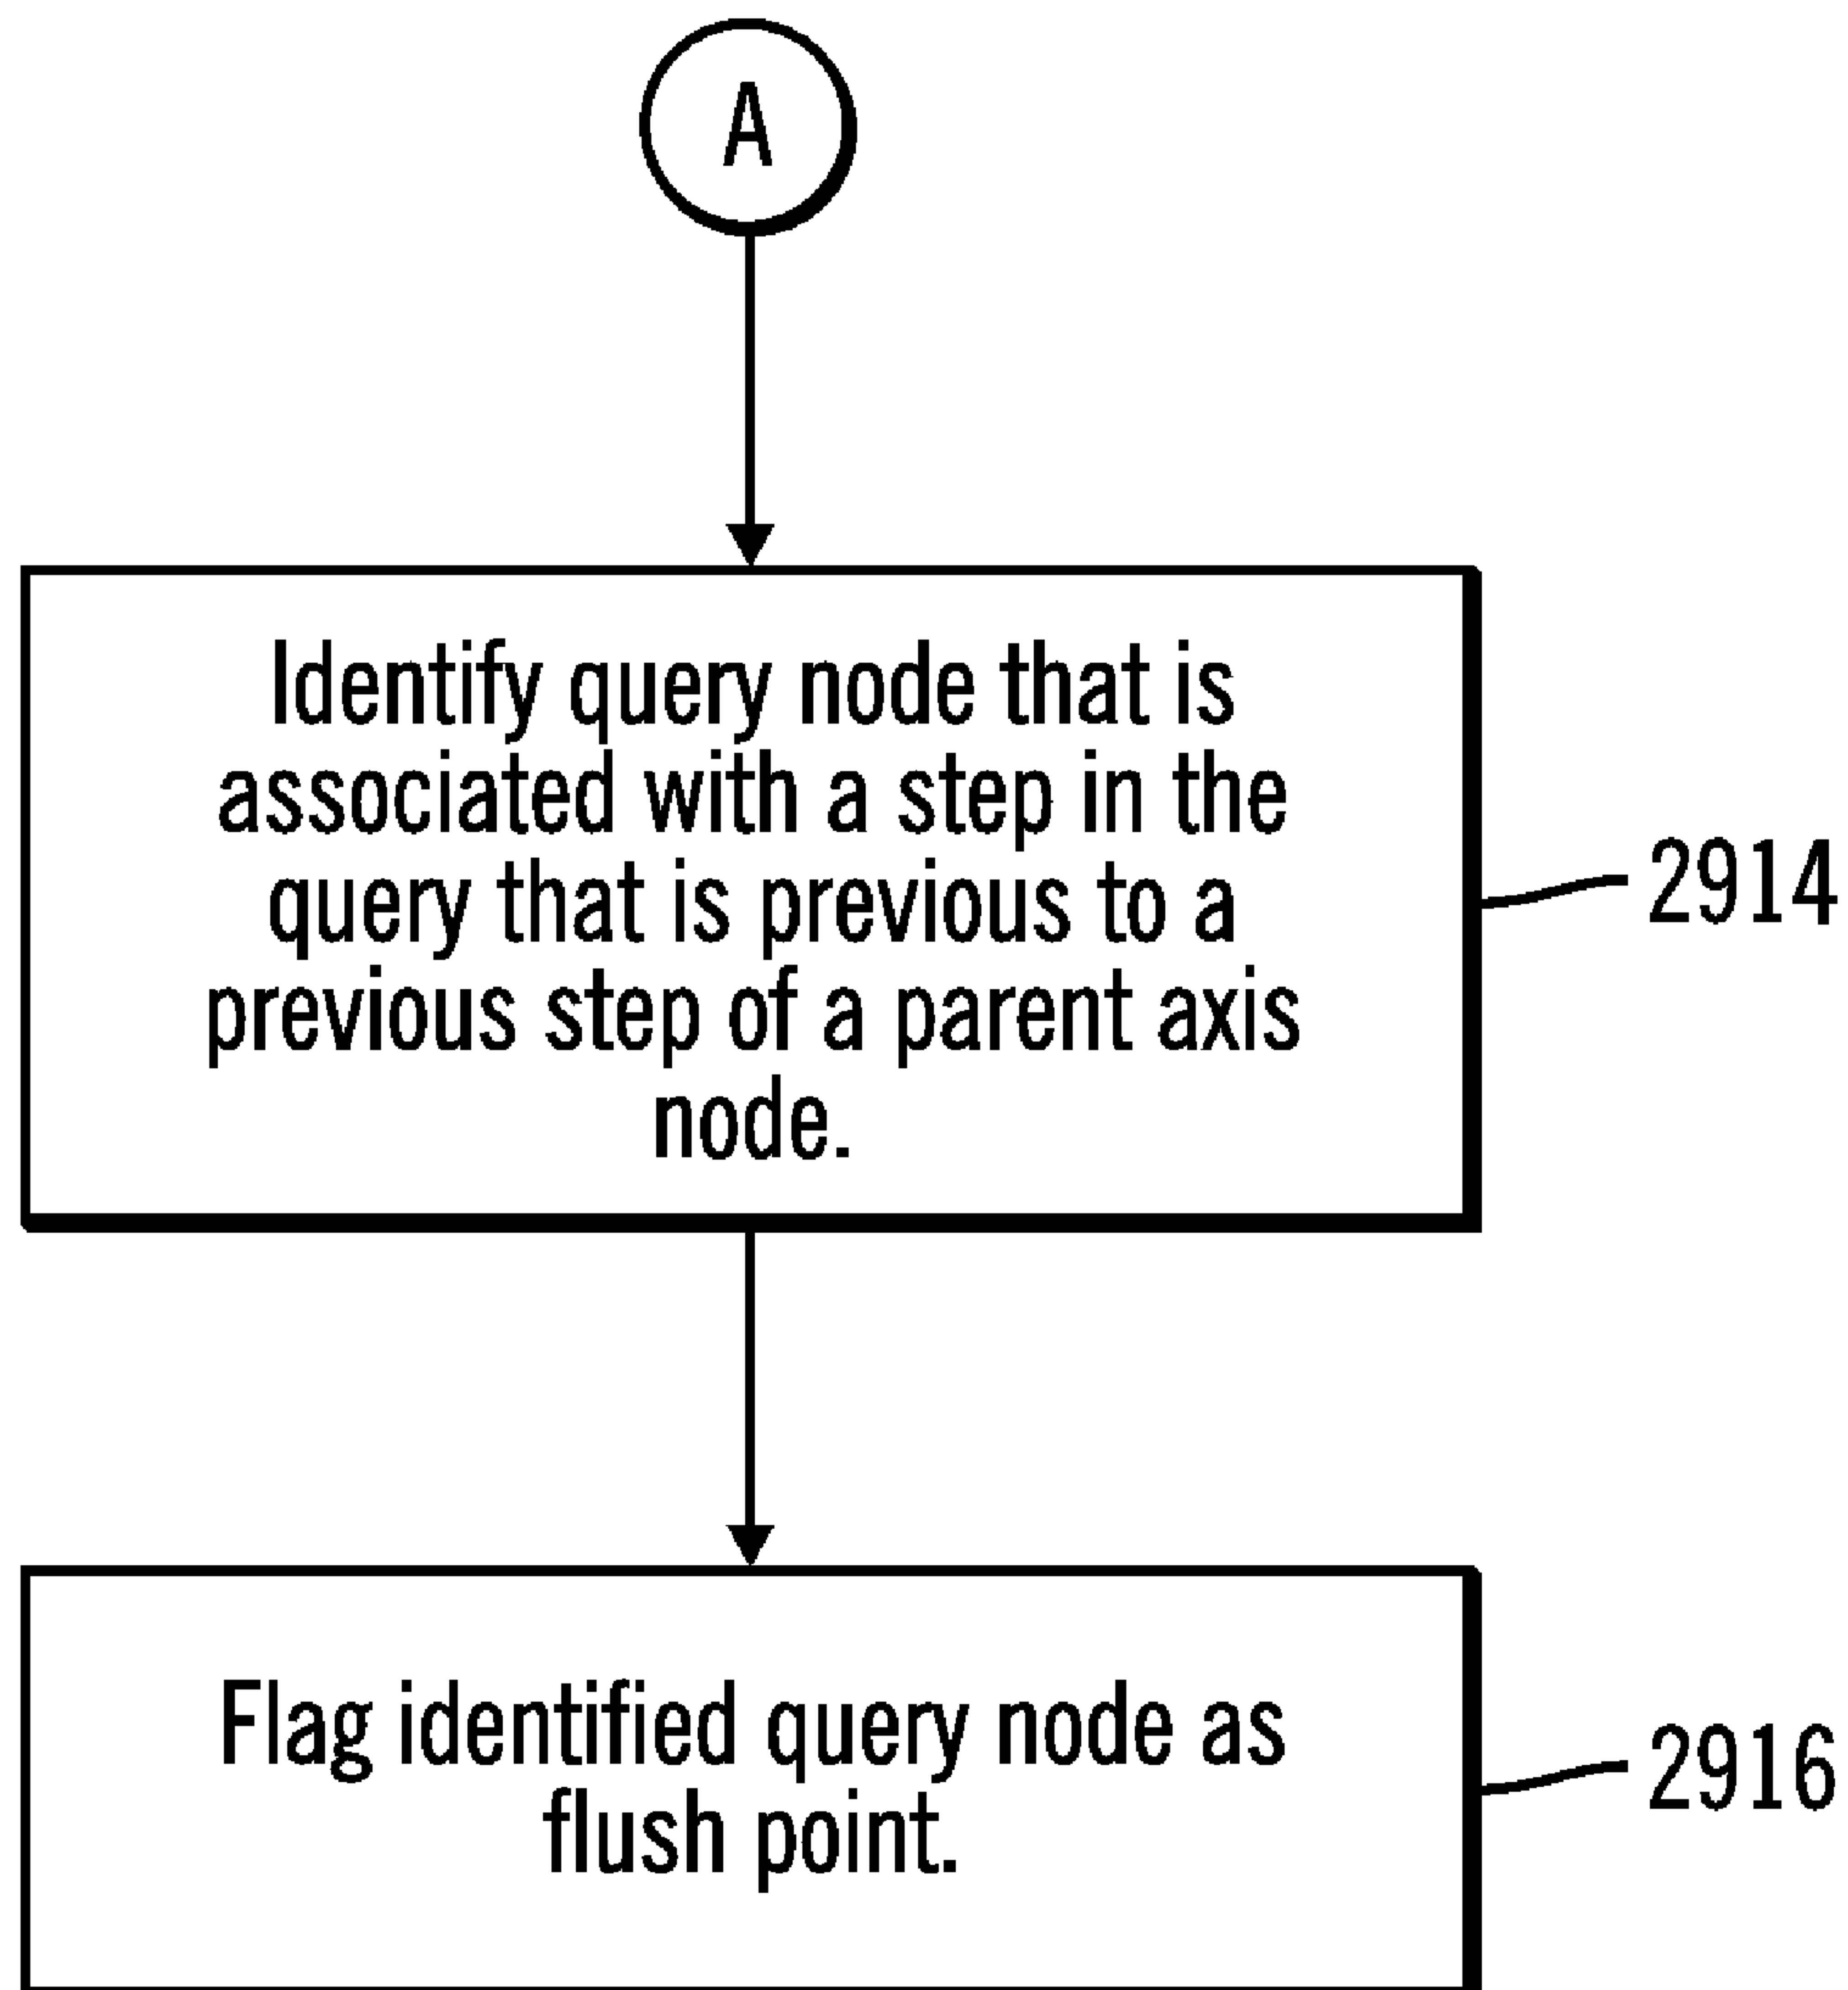 A
Identify query node that is
associated with a step in the
query that is previous to a
previous step of a parent axis
node.
2914
Flag identified query node as
flush point.
2916